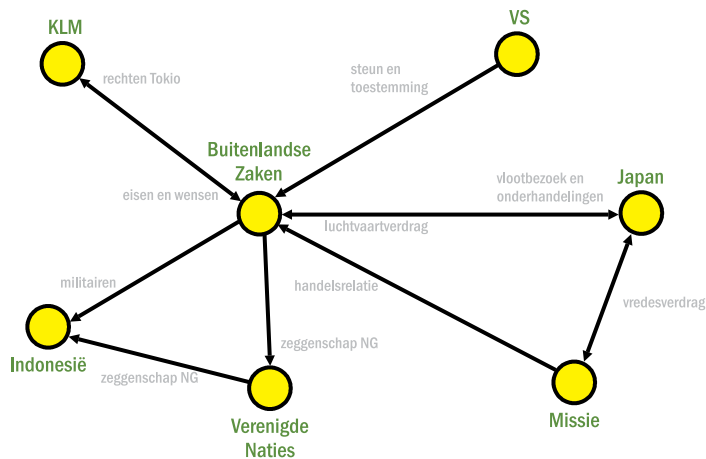 KLM
VS
rechten Tokio
steun en
toestemming
Buitenlandse
Zaken
eisen en wensen
vlootbezoek en
onderhandelingen
Japan
luchtvaartverdrag
militairen
handelsrelatie
vredesverdrag
Indonesië
zeggenschap NG
zeggenschap NG
Verenigde
Naties
Missie